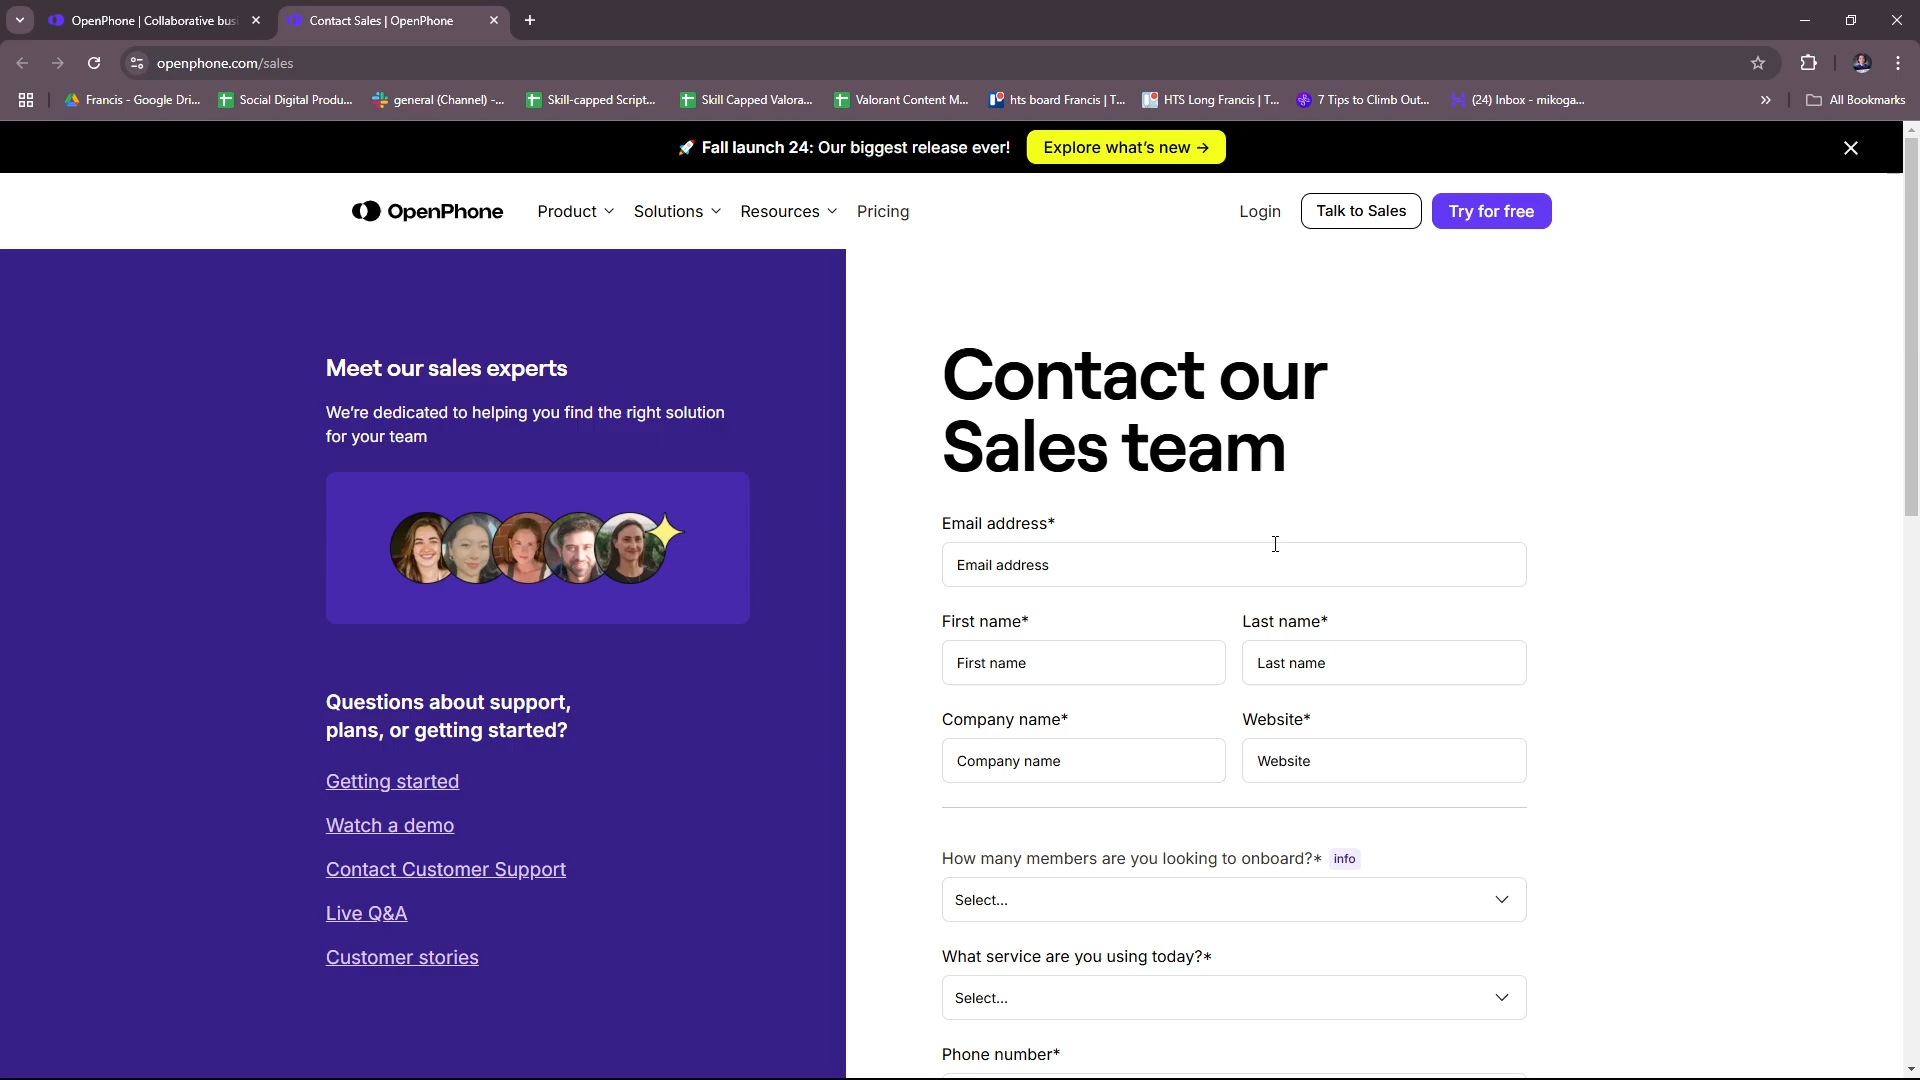 OpenPhone | Collaborative bus
Contact Sales | OpenPhone
openphone.com/sales
Francis - Google Dri...
Social Digital Produ...
general (Channel) -...
Skill-capped Script...
Skill Capped Valora...
Valorant Content M...
hts board Francis | T...
HTS Long Francis | T...
7 Tips to Climb Out...
(24) Inbox - mikoga...
All Bookmarks
🚀 Fall launch 24: Our biggest release ever!
Explore what's new →
OpenPhone
Product
Solutions
Resources
Pricing
Login
Talk to Sales
Try for free
Meet our sales experts
We're dedicated to helping you find the right solution
for your team
Questions about support,
plans, or getting started?
Getting started
Watch a demo
Contact Customer Support
Live Q&A
Customer stories
Contact our
Sales team
Email address*
Email address
First name*
Last name*
First name
Last name
Company name*
Website*
Company name
Website
How many members are you looking to onboard?* info
Select...
What service are you using today?*
Select...
Phone number*